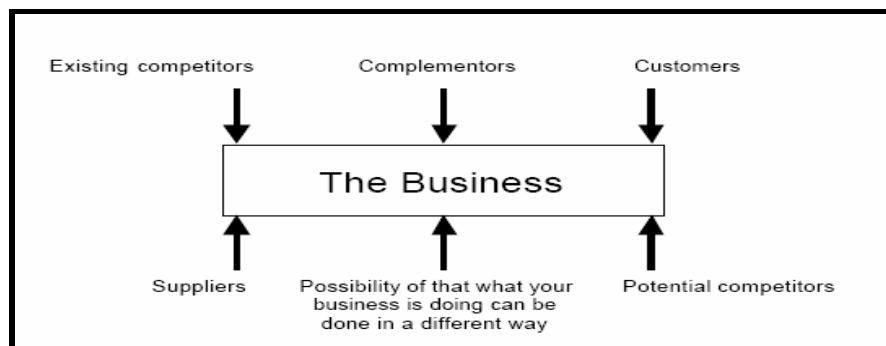 Existing competitors
Complementors
Customers
The Business
Suppliers
Possibility of that what your
business is doing can be
done in a different way
Potential competitors